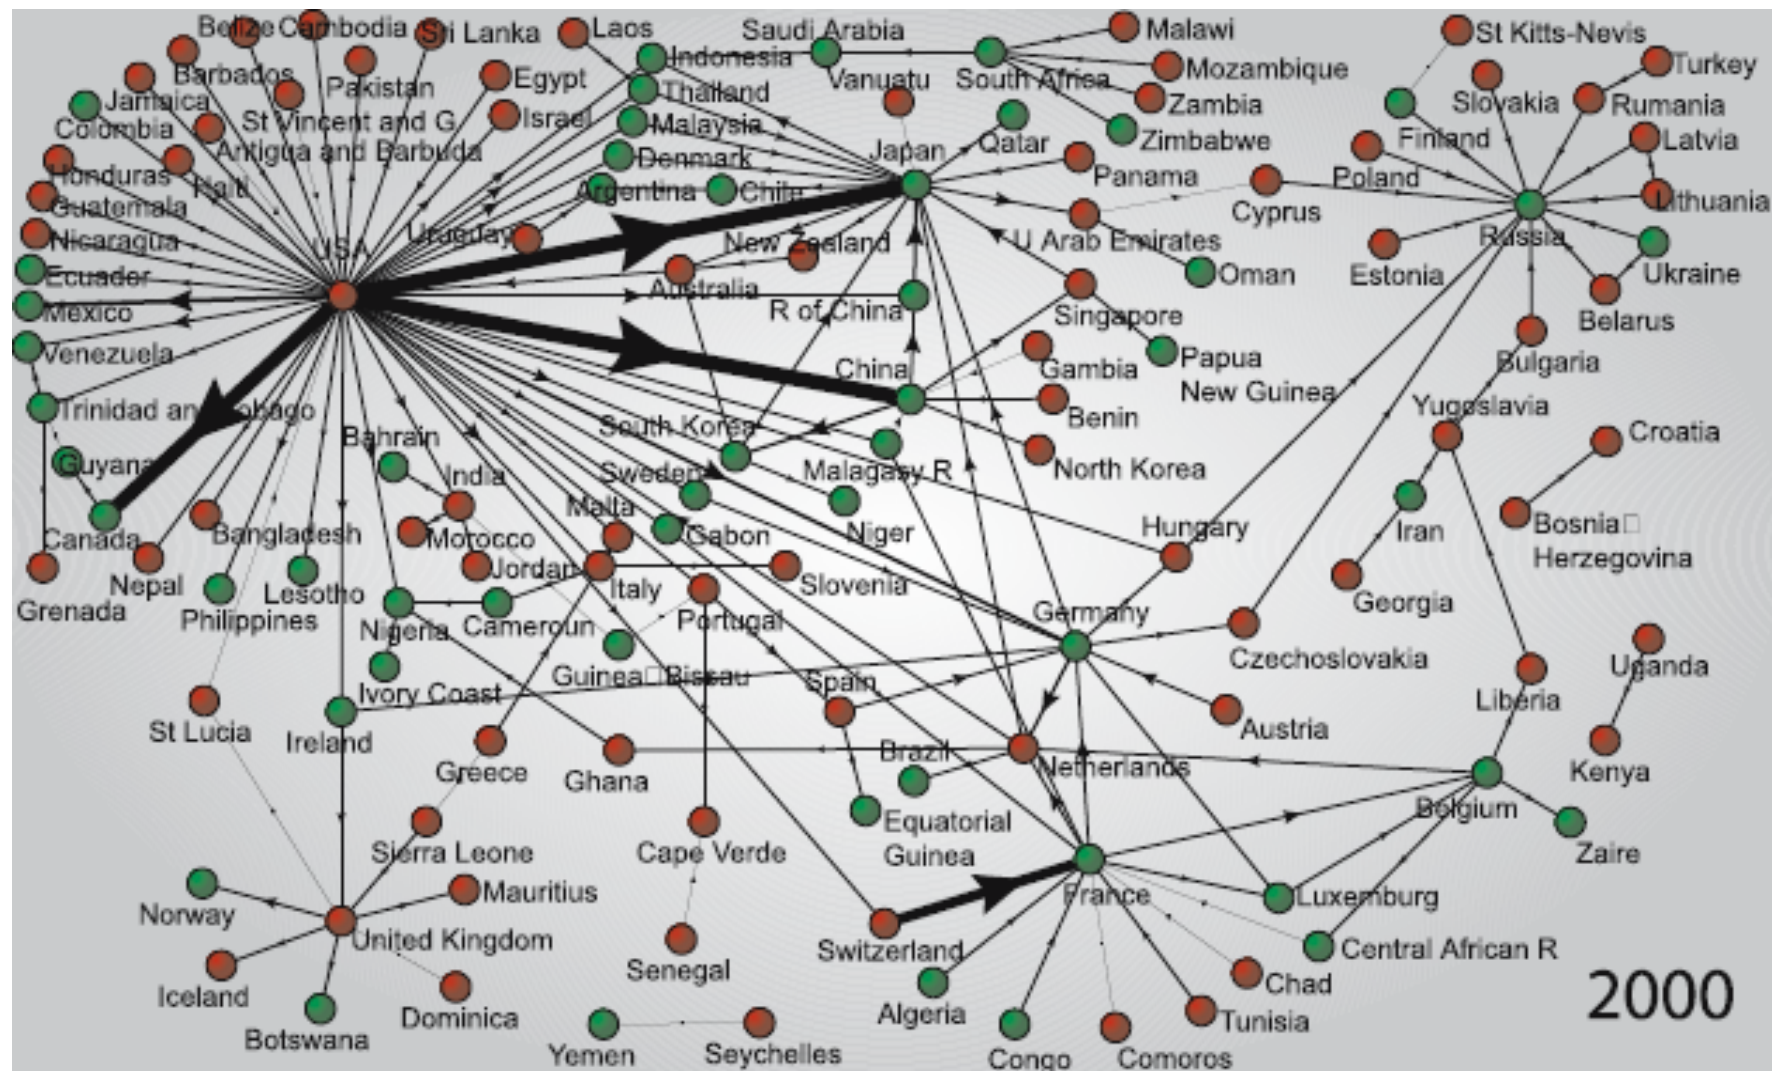 Belize
Cambodia
Sri Lanka
Laos
Saudi Arabia
Malawi
St Kitts-Nevis
Barbados
Pakistan
Egypt
Indonesia
Vanuatu
South Africa
Mozambique
Slovakia
Turkey
Jamaica
Colombia
St Vincent and G
Israel
Thailand
Malaysia
Zambia
Rumania
Antigua and Barbuda
Denmark
Japan
Qatar
Zimbabwe
Finland
Latvia
Honduras
Haiti
Argentina
Chile
Panama
Poland
Guatemala
Cyprus
Lithuania
Nicaragua
USA
Uruguay
New Zealand
U Arab Emirates
Russia
Ecuador
Australia
Oman
Estonia
Ukraine
Mexico
R of China
Singapore
Belarus
Venezuela
China
Gambia
Papua
New Guinea
Bulgaria
Trinidad and Tobago
Benin
Yugoslavia
Croatia
Bahrain
South Korea
Guyana
India
Sweden
Malagasy R
North Korea
Canada
Bangladesh
Malta
Morocco
Gabon
Niger
Hungary
Iran
Bosnia□
Herzegovina
Grenada
Nepal
Philippines
Lesotho
Jordan
Italy
Slovenia
Georgia
Nigeria
Cameroun
Portugal
Germany
Czechoslovakia
Uganda
Guinea□Bissau
Ivory Coast
Spain
Liberia
St Lucia
Ireland
Greece
Ghana
Brazil
Netherlands
Austria
Kenya
Sierra Leone
Cape Verde
Equatorial
Guinea
Belgium
Zaire
Norway
Mauritius
United Kingdom
France
Luxemburg
Switzerland
Central African R
Senegal
Iceland
Dominica
Algeria
Chad
Tunisia
Botswana
Yemen
Seychelles
Congo
Comoros
2000